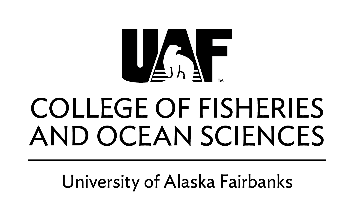 UAF
COLLEGE OF FISHERIES
AND OCEAN SCIENCES
University of Alaska Fairbanks